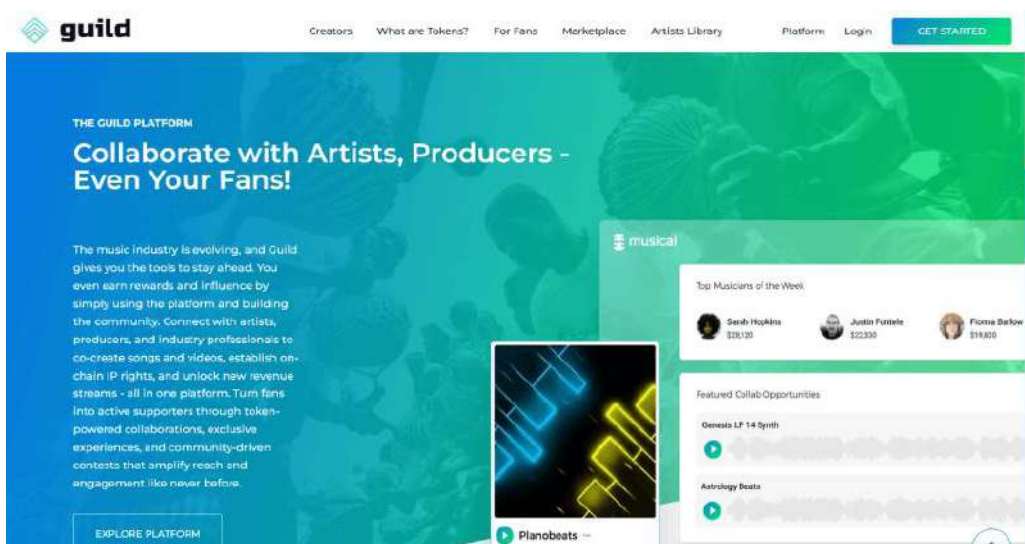 guild
Creators What are Tokens? For Fans Marketplace Artists Library Platform Login GET STARTED
THE GUILD PLATFORM
Collaborate with Artists, Producers -
Even Your Fans!
The music industry is evolving, and Guild
gives you the tools to stay ahead. You
even earn rewards and influence by
simply using the platform and building
the community. Connect with artists,
producers, and industry professionals to
co-create songs and videos, establish on-
chain IP rights, and unlock new revenue
streams - all in one platform. Turn fans
into active supporters through token-
powered collaborations, exclusive
experiences, and community-driven
contests that amplify reach and
engagement like never before.
EXPLORE PLATFORM
musical
Top Musicians of the Week
Sarah Hopkins Justin Fontele Fiorma Barlow
$28,120 $22,330 $19,800
Featured Collab Opportunities
Genesis LF 14 Synth
Astrology Beats
Planobeats